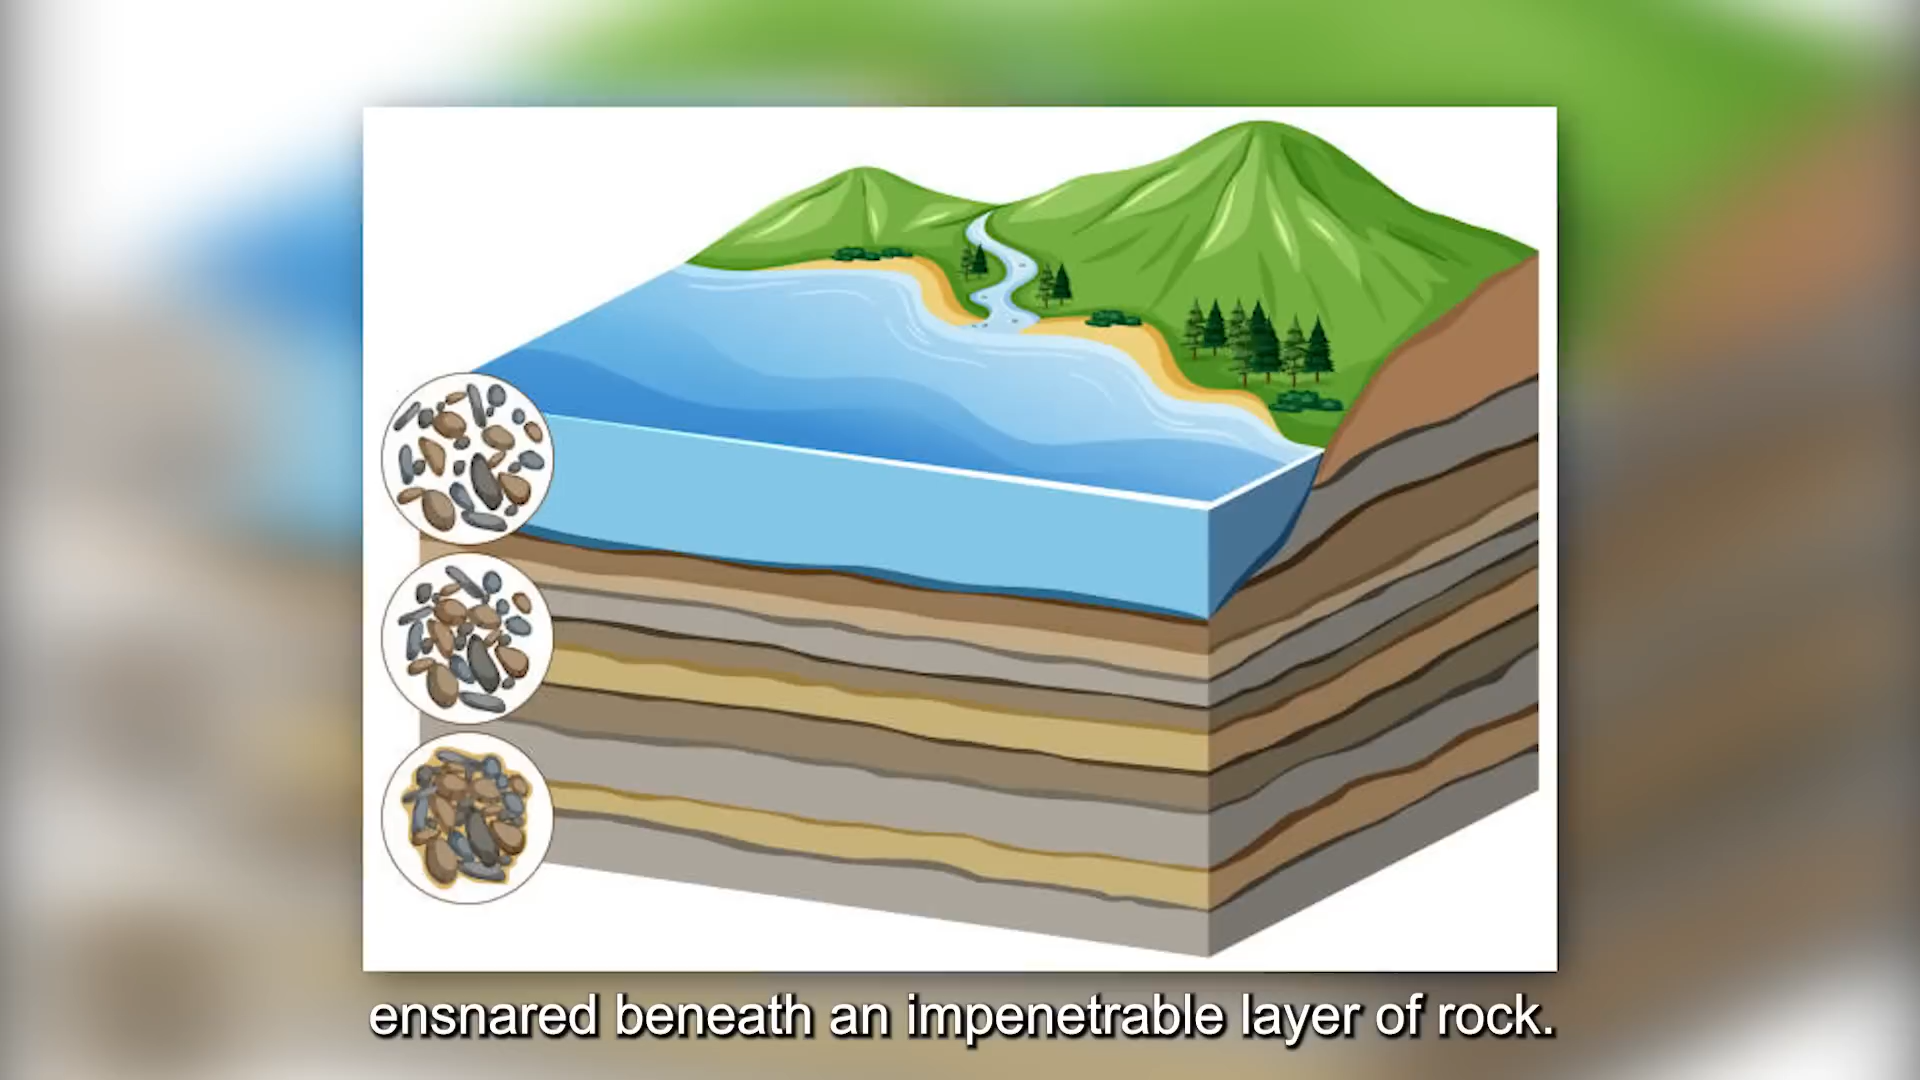 ensnared beneath an impenetrable layer of rock.